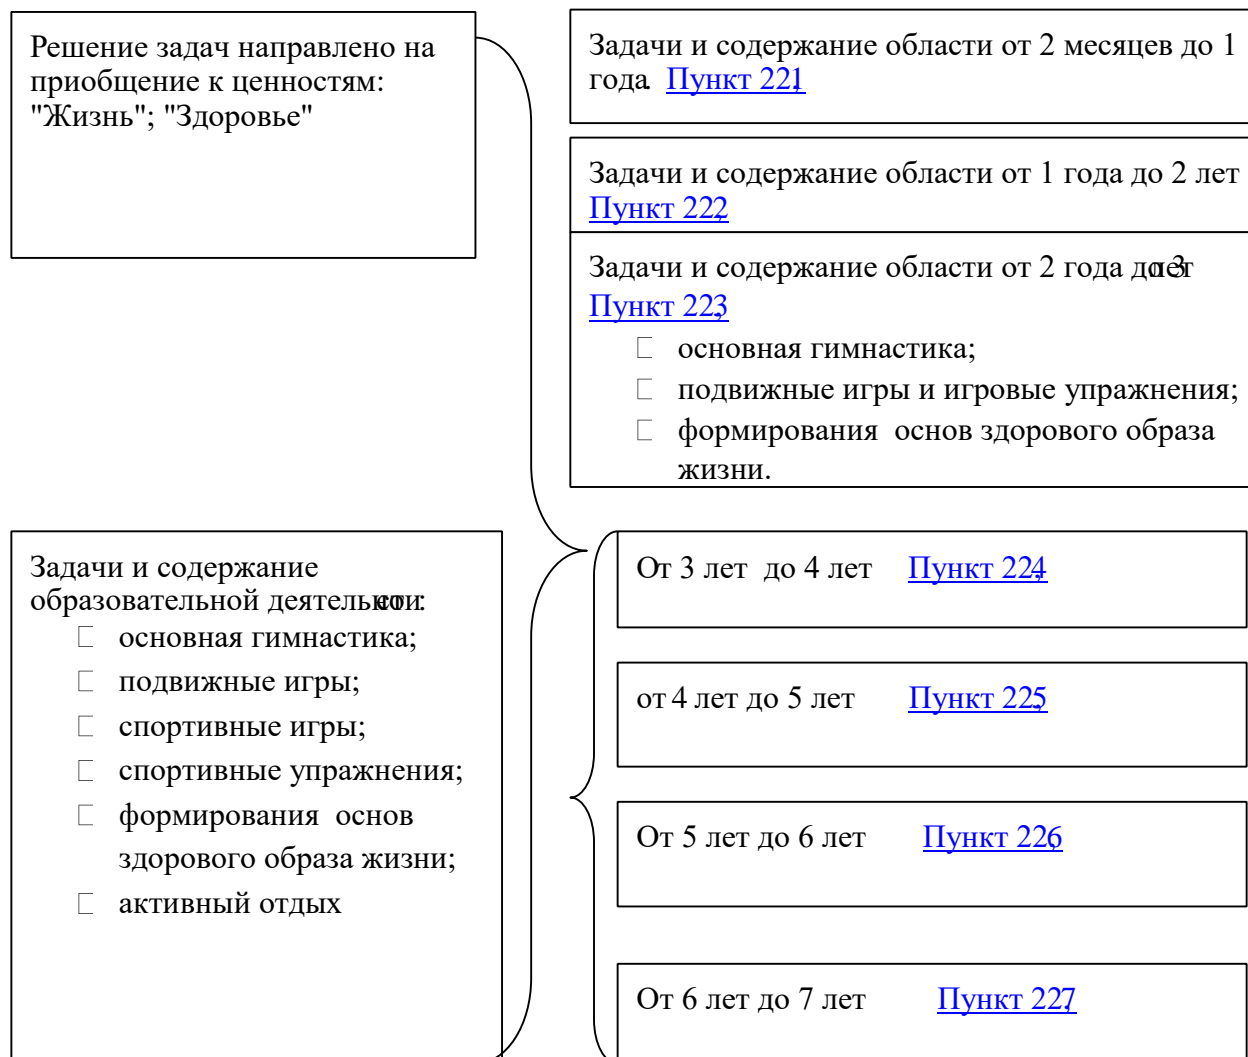 Решение задач направлено на
приобщение к ценностям:
"Жизнь"; "Здоровье"
Задачи и содержание области от 2 месяцев до 1
года. Пункт 22.1
Задачи и содержание области от 1 года до 2 лет
Пункт 22.2
Задачи и содержание области от 2 года до 3 лет
Пункт 22.3
основная гимнастика;
подвижные игры и игровые упражнения;
формирования основ здорового образа
жизни.
Задачи и содержание
образовательной деятельности:
основная гимнастика;
подвижные игры;
спортивные игры;
спортивные упражнения;
формирования основ
здорового образа жизни;
активный отдых
От 3 лет до 4 лет Пункт 22.4
от 4 лет до 5 лет Пункт 22.5
От 5 лет до 6 лет Пункт 22.6
От 6 лет до 7 лет Пункт 22.7